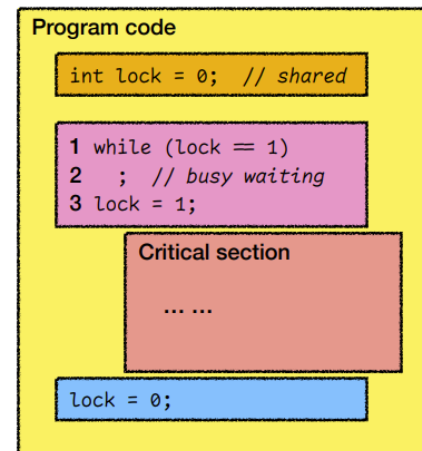 Program code
int lock = 0; // shared
1 while (lock == 1)
2 ; // busy waiting
3 lock = 1;
Critical section
... ...
lock = 0;